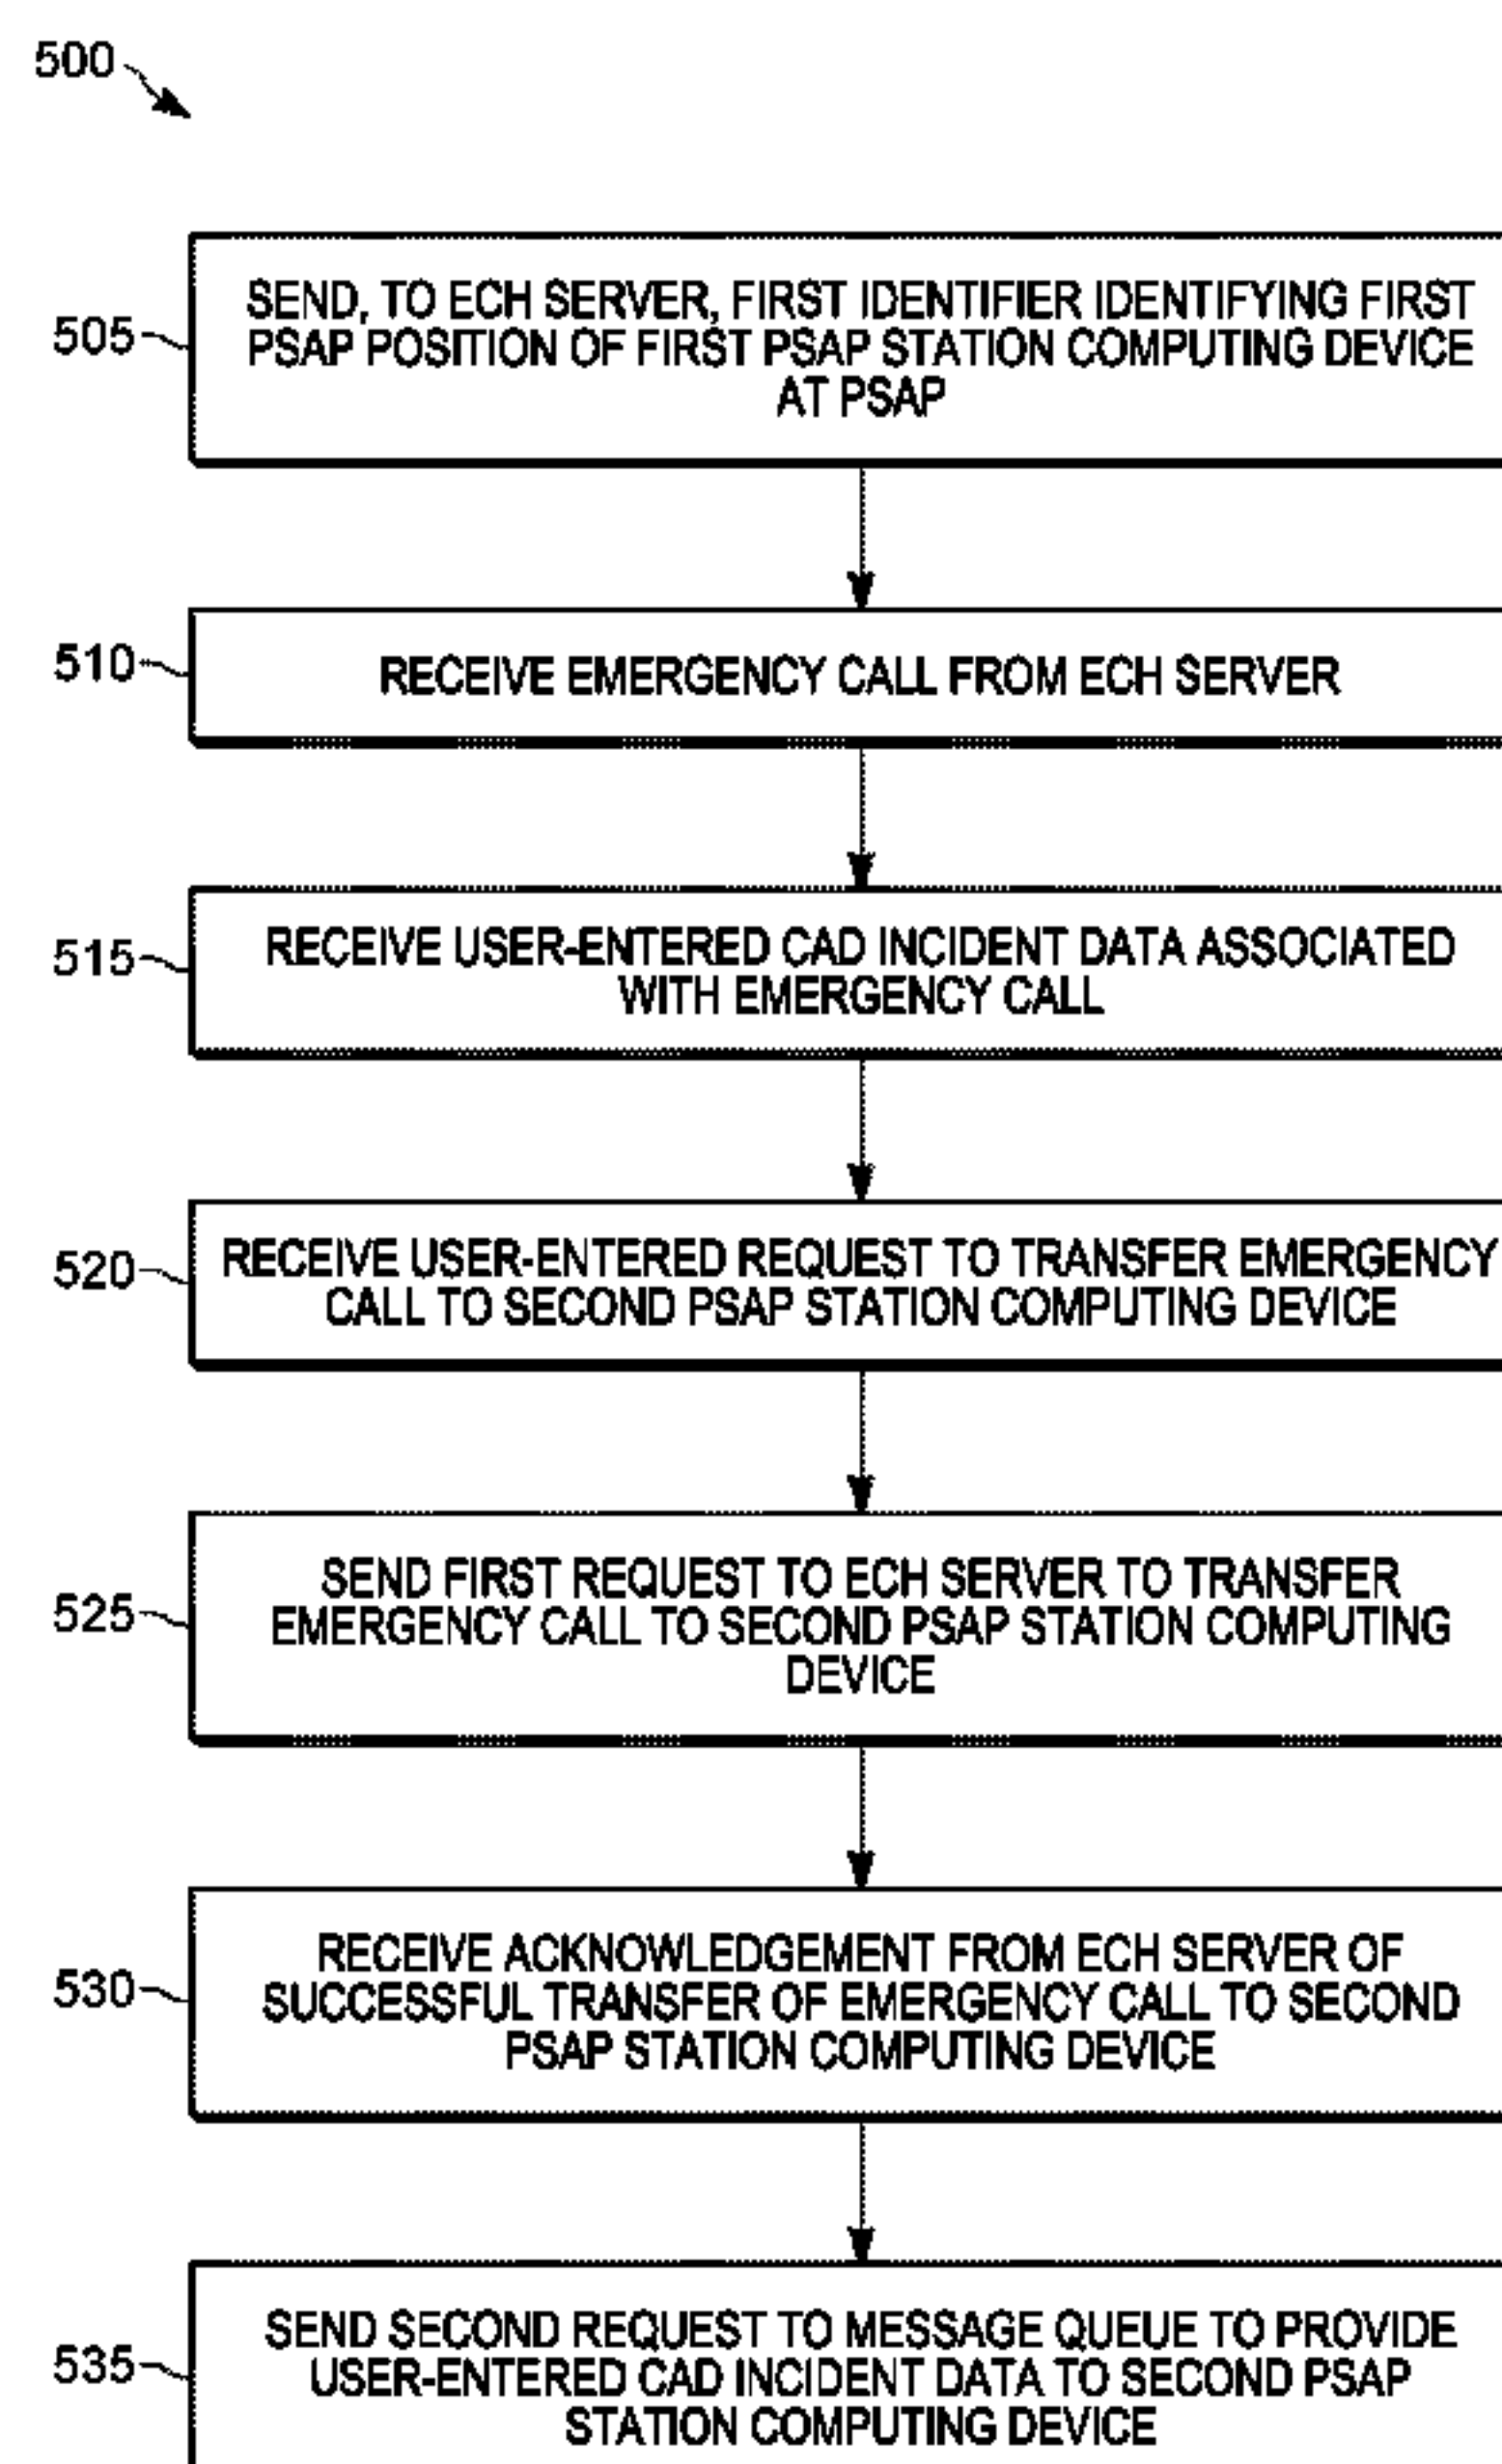 500
505
SEND, TO ECH SERVER, FIRST IDENTIFIER IDENTIFYING FIRST
PSAP POSITION OF FIRST PSAP STATION COMPUTING DEVICE
AT PSAP
510
RECEIVE EMERGENCY CALL FROM ECH SERVER
515
RECEIVE USER-ENTERED CAD INCIDENT DATA ASSOCIATED
WITH EMERGENCY CALL
520
RECEIVE USER-ENTERED REQUEST TO TRANSFER EMERGENCY
CALL TO SECOND PSAP STATION COMPUTING DEVICE
525
SEND FIRST REQUEST TO ECH SERVER TO TRANSFER
EMERGENCY CALL TO SECOND PSAP STATION COMPUTING
DEVICE
530
RECEIVE ACKNOWLEDGEMENT FROM ECH SERVER OF
SUCCESSFUL TRANSFER OF EMERGENCY CALL TO SECOND
PSAP STATION COMPUTING DEVICE
535
SEND SECOND REQUEST TO MESSAGE QUEUE TO PROVIDE
USER-ENTERED CAD INCIDENT DATA TO SECOND PSAP
STATION COMPUTING DEVICE